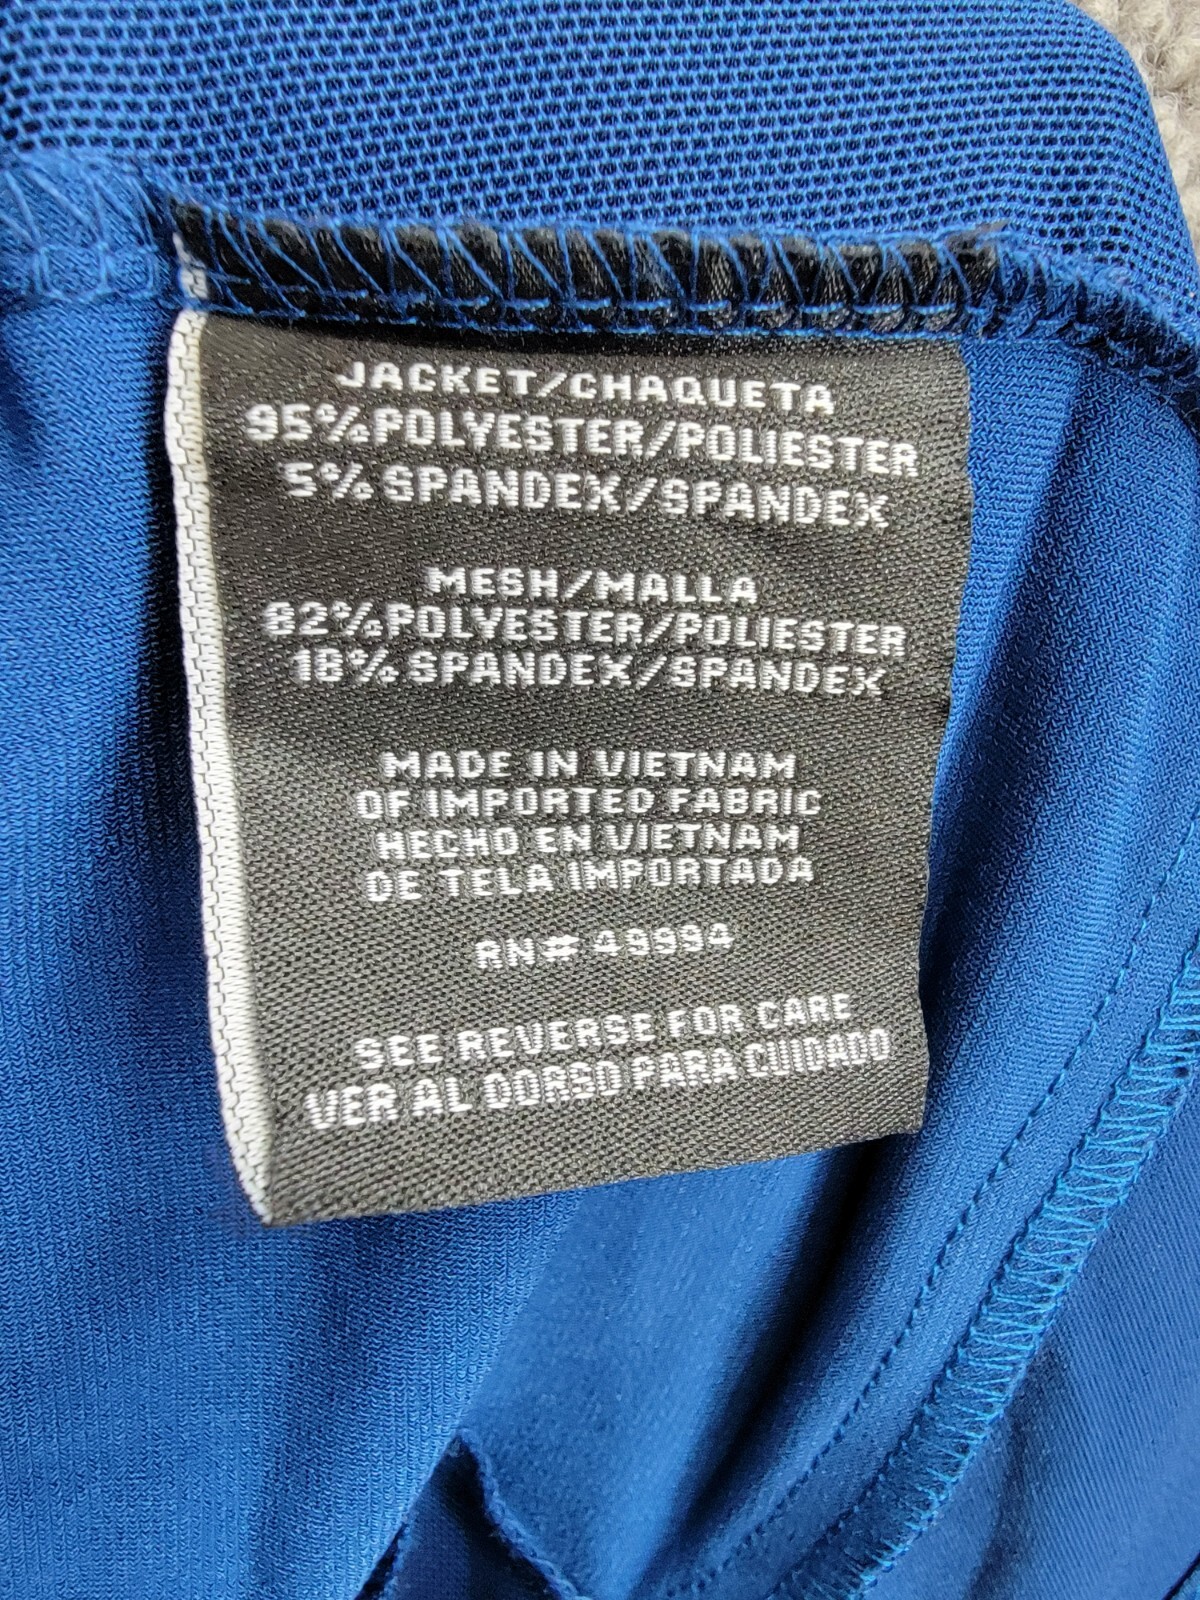 JACKET/CHAQUETA
95%POLYESTER/POLIESTER
5% SPANDEX/SPANDEX
MESH/MALLA
82%POLYESTER/POLIESTER
18% SPANDEX/SPANDEX
MADE IN VIETNAM
OF IMPORTED FABRIC
HECHO EN VIETNAM
DE TELA IMPORTADA
RN# 49994
SEE REVERSE FOR CARE
VER AL DORSO PARA CUIDADO